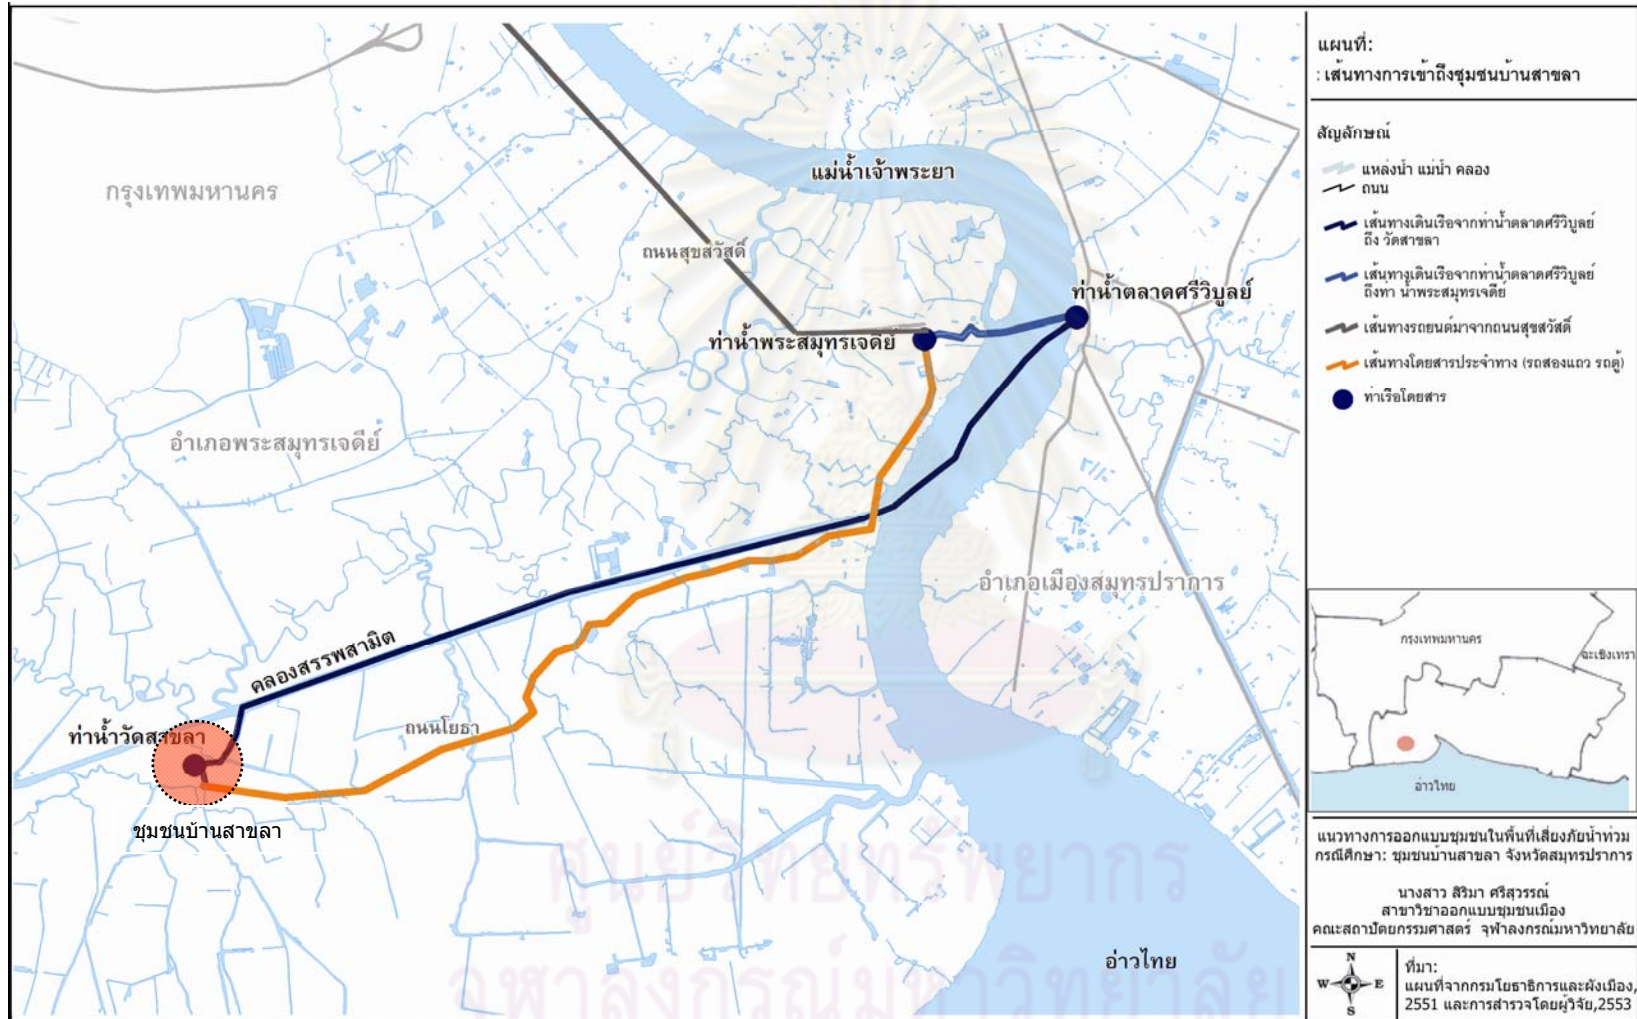 แผนที่:
: เส้นทางการเข้าถึงชุมชนบ้านสาขลา
สัญลักษณ์
แหล่งน้ำ แม่น้ำ คลอง
ถนน
เส้นทางเดินเรือจากท่าน้ำตลาดศรีวิบูลย์
ถึง วัดสาขลา
เส้นทางเดินเรือจากท่าน้ำตลาดศรีวิบูลย์
ถึงท่า น้ำพระสมุทรเจดีย์
เส้นทางรถยนต์มาจากถนนสุขสวัสดิ์
เส้นทางโดยสารประจำทาง (รถสองแถว รถตู้)
ท่าเรือโดยสาร
กรุงเทพมหานคร
แม่น้ำเจ้าพระยา
ถนนสุขสวัสดิ์
ท่าน้ำตลาดศรีวิบูลย์
ท่าน้ำพระสมุทรเจดีย์
อำเภอพระสมุทรเจดีย์
อำเภอเมืองสมุทรปราการ
คลองสรรพสามิต
ถนนโยธา
ท่าน้ำวัดสาขลา
ชุมชนบ้านสาขลา
อ่าวไทย
ศูนย์วิทยทรัพยากร
จุฬาลงกรณ์มหาวิทยาลัย
กรุงเทพมหานคร
ฉะเชิงเทรา
อ่าวไทย
แนวทางการออกแบบชุมชนในพื้นที่เสี่ยงภัยน้ำท่วม
กรณีศึกษา: ชุมชนบ้านสาขลา จังหวัดสมุทรปราการ
นางสาว สิริมา ศรีสุวรรณ์
สาขาวิชาออกแบบชุมชนเมือง
คณะสถาปัตยกรรมศาสตร์ จุฬาลงกรณ์มหาวิทยาลัย
N
W E
S
ที่มา:
แผนที่จากกรมโยธาธิการและผังเมือง,
2551 และการสำรวจโดยผู้วิจัย,2553